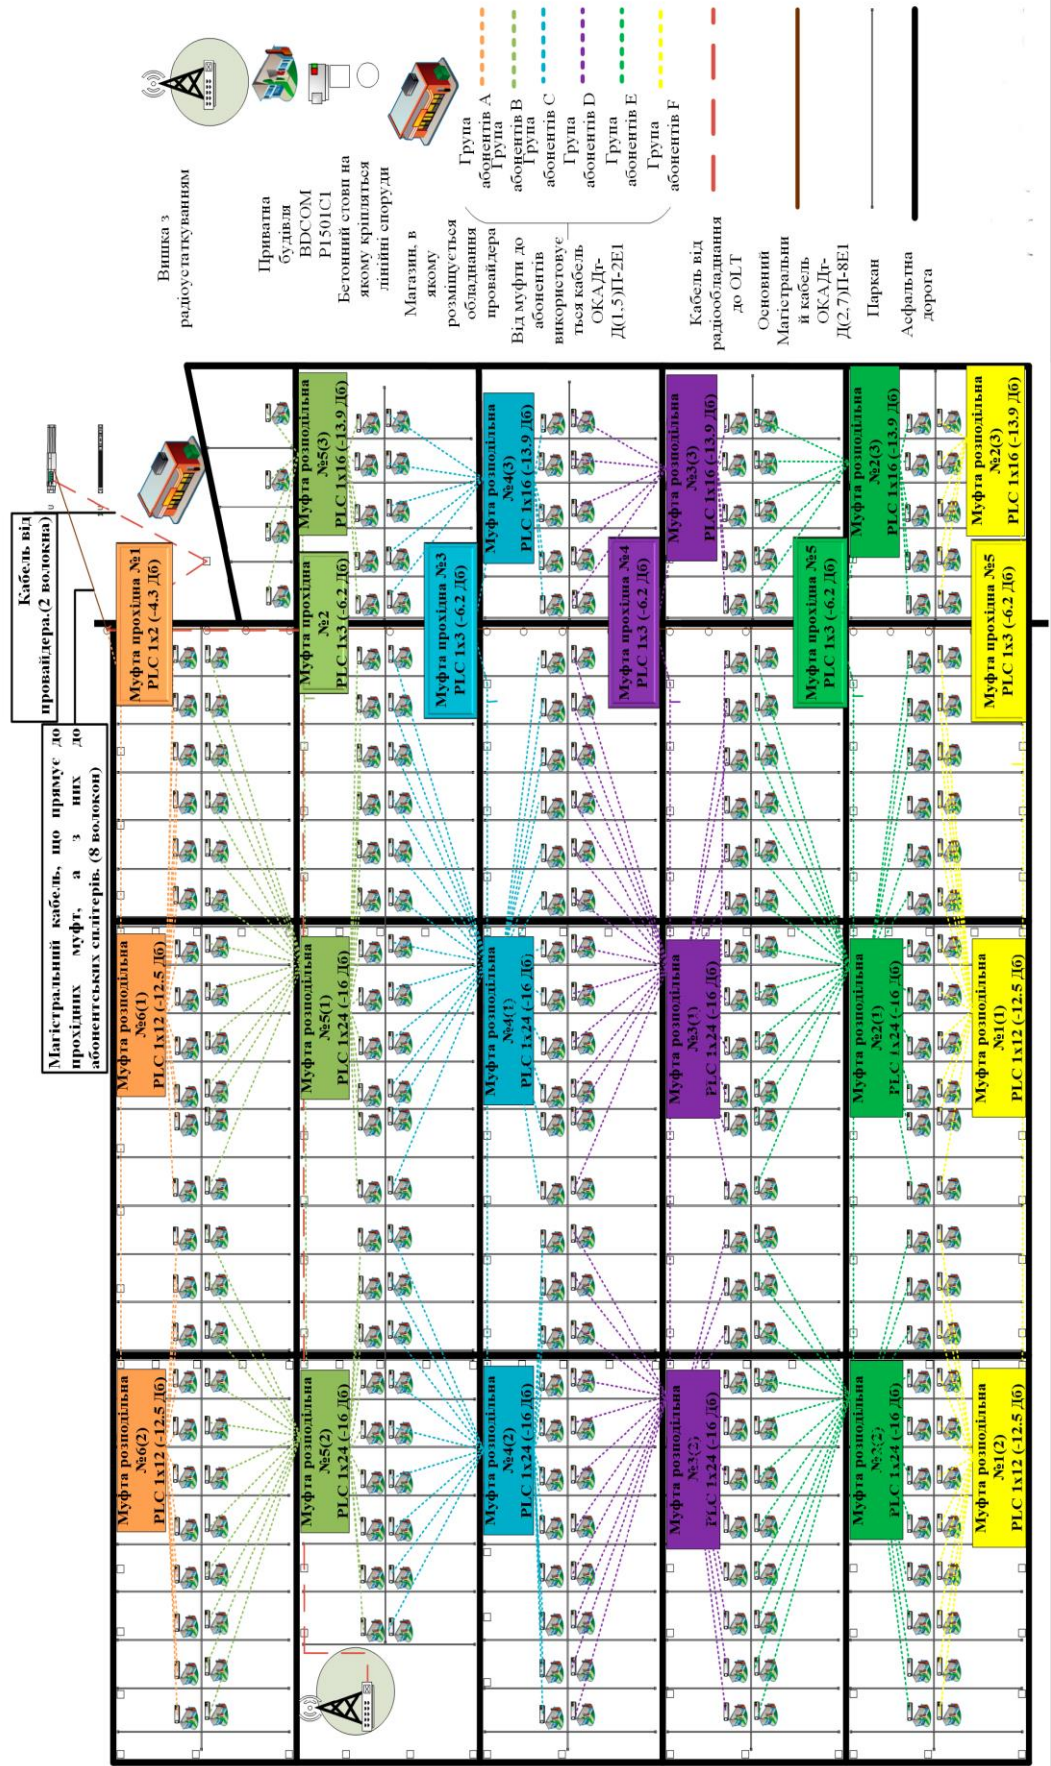 Вишка з
радіоустаткуванням
Приватна
будівля
BDCOM
P1501C1
Бетонний стовп на
якому кріпляться
лінійні споруди
Магазин, в
якому
розміщується
обладнання
провайдера
Група
абонентів A
Група
абонентів B
Група
абонентів C
Група
абонентів D
Група
абонентів E
Група
абонентів F
Від муфти до
абонентів
використовує
ться кабель
ОКАДг-
Д(1.5)П-2Е1
Кабель від
радіообладнання
до OLT
Основний
Магістральни
й кабель
ОКАДг-
Д(2.7)П-8Е1
Паркан
Асфальтна
дорога
Кабель від
провайдера.(2 волокна)
Магістральний кабель, що прямує до
прохідних муфт, а з них до
абонентських сплітерів. (8 волокон)
Муфта прохідна №1
PLC 1x2 (-4.3 Дб)
Муфта розподільна
№6(1)
PLC 1x12 (-12.5 Дб)
Муфта розподільна
№6(2)
PLC 1x12 (-12.5 Дб)
Муфта розподільна
№5(3)
PLC 1x16 (-13.9 Дб)
Муфта прохідна
№2
PLC 1x3 (-6.2 Дб)
Муфта розподільна
№5(1)
PLC 1x24 (-16 Дб)
Муфта розподільна
№5(2)
PLC 1x24 (-16 Дб)
Муфта прохідна №3
PLC 1x3 (-6.2 Дб)
Муфта розподільна
№4(3)
PLC 1x16 (-13.9 Дб)
Муфта розподільна
№4(1)
PLC 1x24 (-16 Дб)
Муфта розподільна
№4(2)
PLC 1x24 (-16 Дб)
Муфта прохідна №4
PLC 1x3 (-6.2 Дб)
Муфта розподільна
№3(3)
PLC 1x16 (-13.9 Дб)
Муфта розподільна
№3(1)
PLC 1x24 (-16 Дб)
Муфта розподільна
№3(2)
PLC 1x24 (-16 Дб)
Муфта прохідна №5
PLC 1x3 (-6.2 Дб)
Муфта розподільна
№2(3)
PLC 1x16 (-13.9 Дб)
Муфта розподільна
№2(1)
PLC 1x24 (-16 Дб)
Муфта розподільна
№2(2)
PLC 1x24 (-16 Дб)
Муфта розподільна
№2(3)
PLC 1x16 (-13.9 Дб)
Муфта прохідна №5
PLC 1x3 (-6.2 Дб)
Муфта розподільна
№1(1)
PLC 1x12 (-12.5 Дб)
Муфта розподільна
№1(2)
PLC 1x12 (-12.5 Дб)